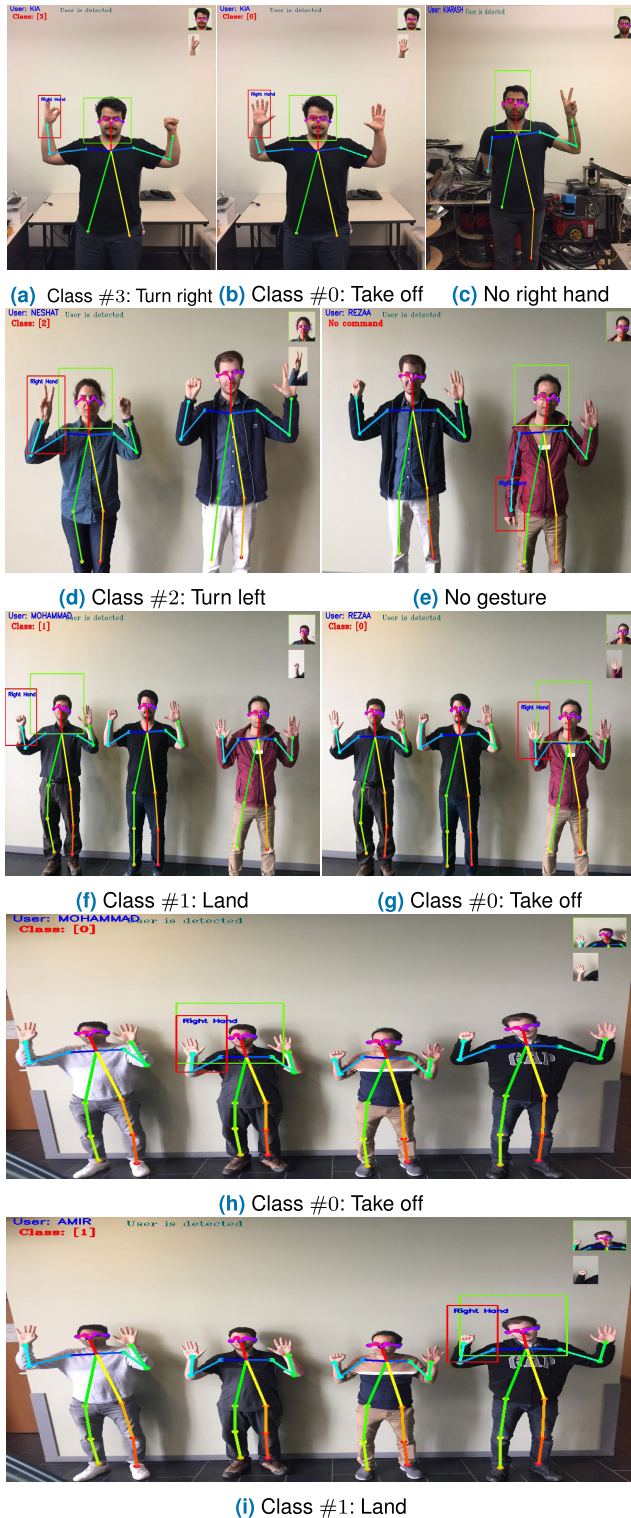 User: KIA
User is detected
Class: [3]
Right Hand
User: KIA
User is detected
Class: [0]
Right Hand
User: KIARASH
User is detected
(a) Class #3: Turn right
(b) Class #0: Take off
(c) No right hand
User: NESHAT
User is detected
Class: [2]
Right Hand
User: REZAA
User is detected
No command
Right Hand
(d) Class #2: Turn left
(e) No gesture
User: MOHAMMAD
User is detected
Class: [1]
Right Hand
User: REZAA
User is detected
Class: [0]
Right Hand
(f) Class #1: Land
(g) Class #0: Take off
User: MOHAMMAD
User is detected
Class: [0]
Right Hand
GAP
(h) Class #0: Take off
User: AMIR
User is detected
Class: [1]
Right Hand
GAP
(i) Class #1: Land